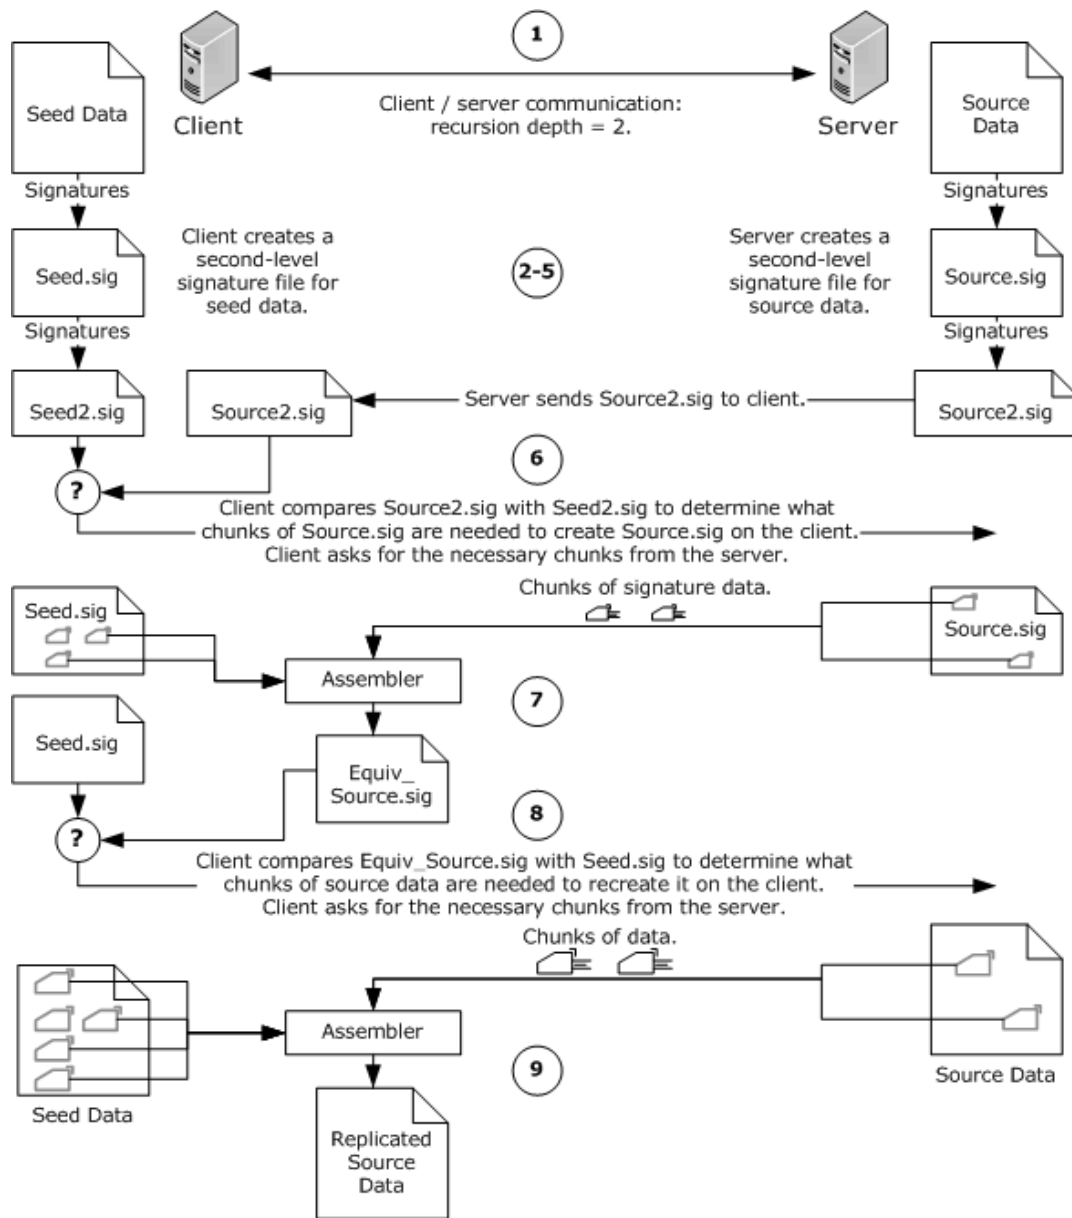 1
Seed Data
Client
Client / server communication:
recursion depth = 2.
Server
Source
Data
Signatures
Signatures
Seed.sig
Client creates a
second-level
signature file for
seed data.
2-5
Server creates a
second-level
signature file for
source data.
Source.sig
Signatures
Signatures
Seed2.sig
Source2.sig
Server sends Source2.sig to client.
Source2.sig
6
?
Client compares Source2.sig with Seed2.sig to determine what
chunks of Source.sig are needed to create Source.sig on the client.
Client asks for the necessary chunks from the server.
Chunks of signature data.
Seed.sig
Source.sig
Assembler
7
Seed.sig
Equiv_
Source.sig
8
?
Client compares Equiv_Source.sig with Seed.sig to determine what
chunks of source data are needed to recreate it on the client.
Client asks for the necessary chunks from the server.
Chunks of data.
Assembler
9
Source Data
Seed Data
Replicated
Source
Data